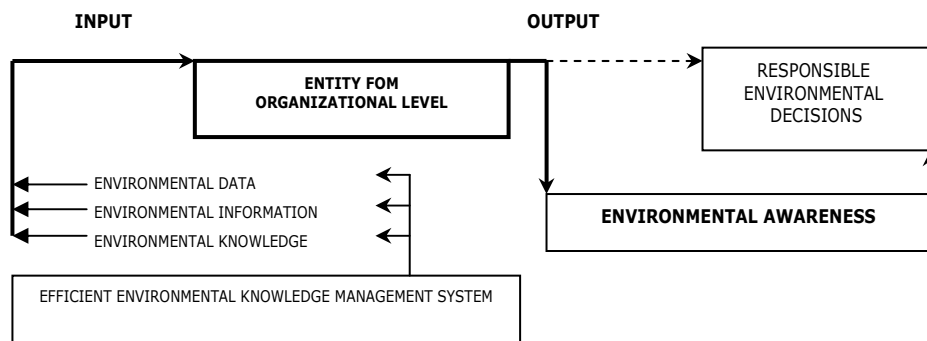 INPUT
OUTPUT
ENTITY FOM
ORGANIZATIONAL LEVEL
RESPONSIBLE
ENVIRONMENTAL
DECISIONS
ENVIRONMENTAL DATA
ENVIRONMENTAL INFORMATION
ENVIRONMENTAL KNOWLEDGE
ENVIRONMENTAL AWARENESS
EFFICIENT ENVIRONMENTAL KNOWLEDGE MANAGEMENT SYSTEM